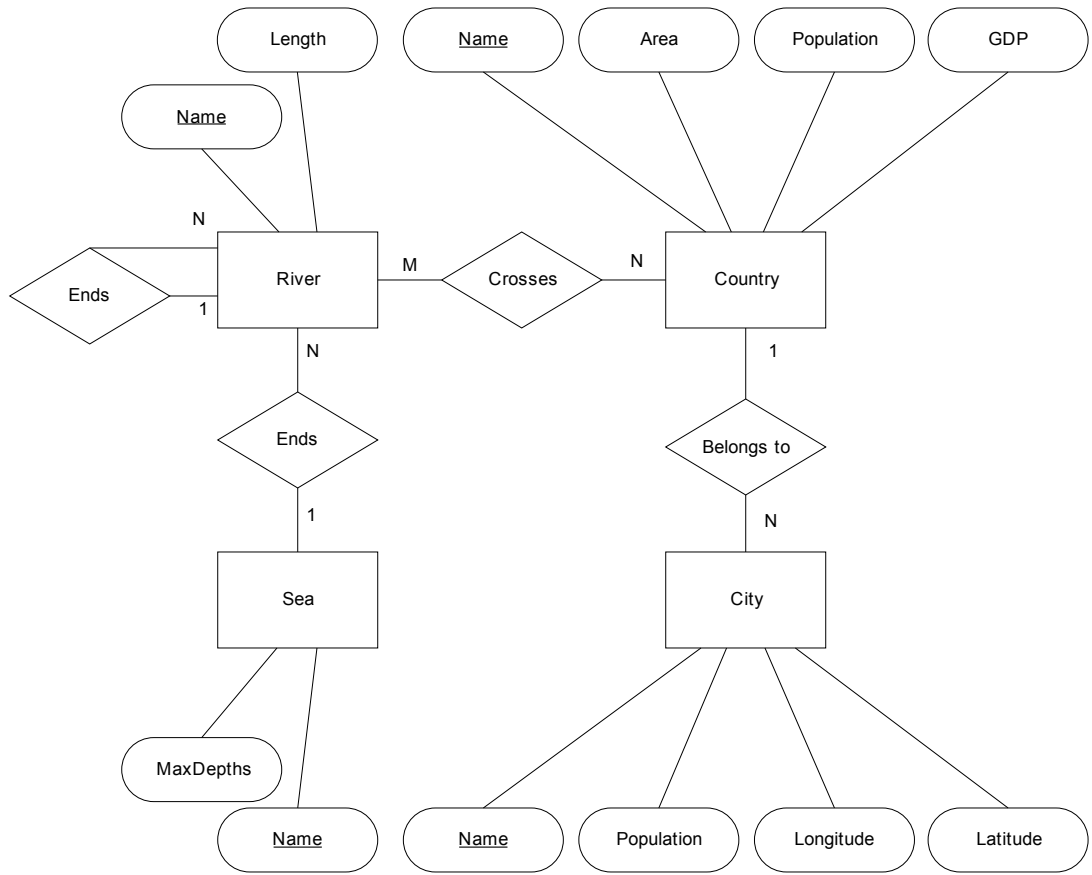 Length
Name
Area
Population
GDP
Name
N
Ends
1
River
M
Crosses
N
Country
N
1
Ends
Belongs to
1
N
Sea
City
MaxDepths
Name
Name
Population
Longitude
Latitude